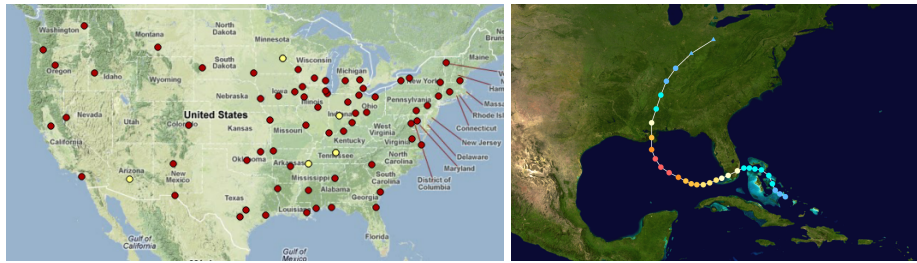 Washington
Montana
North
Dakota
Minnesota
Maine
Oregon
Idaho
South
Dakota
Wisconsin
Michigan
New York
Wyoming
Nebraska
Iowa
Illinois
Indiana
Ohio
Pennsylvania
Massa
Rhode Isl
Connecticut
New Jersey
Nevada
Utah
Colorado
United States
Kansas
Missouri
West
Virginia
Kentucky
Virginia
Delaware
Maryland
District of
Columbia
California
Arizona
New
Mexico
Oklahoma
Arkansas
Tennessee
North
Carolina
South
Carolina
Mississippi
Alabama
Georgia
Texas
Louisiana
Florida
Gulf of
California
Gulf of
Mexico